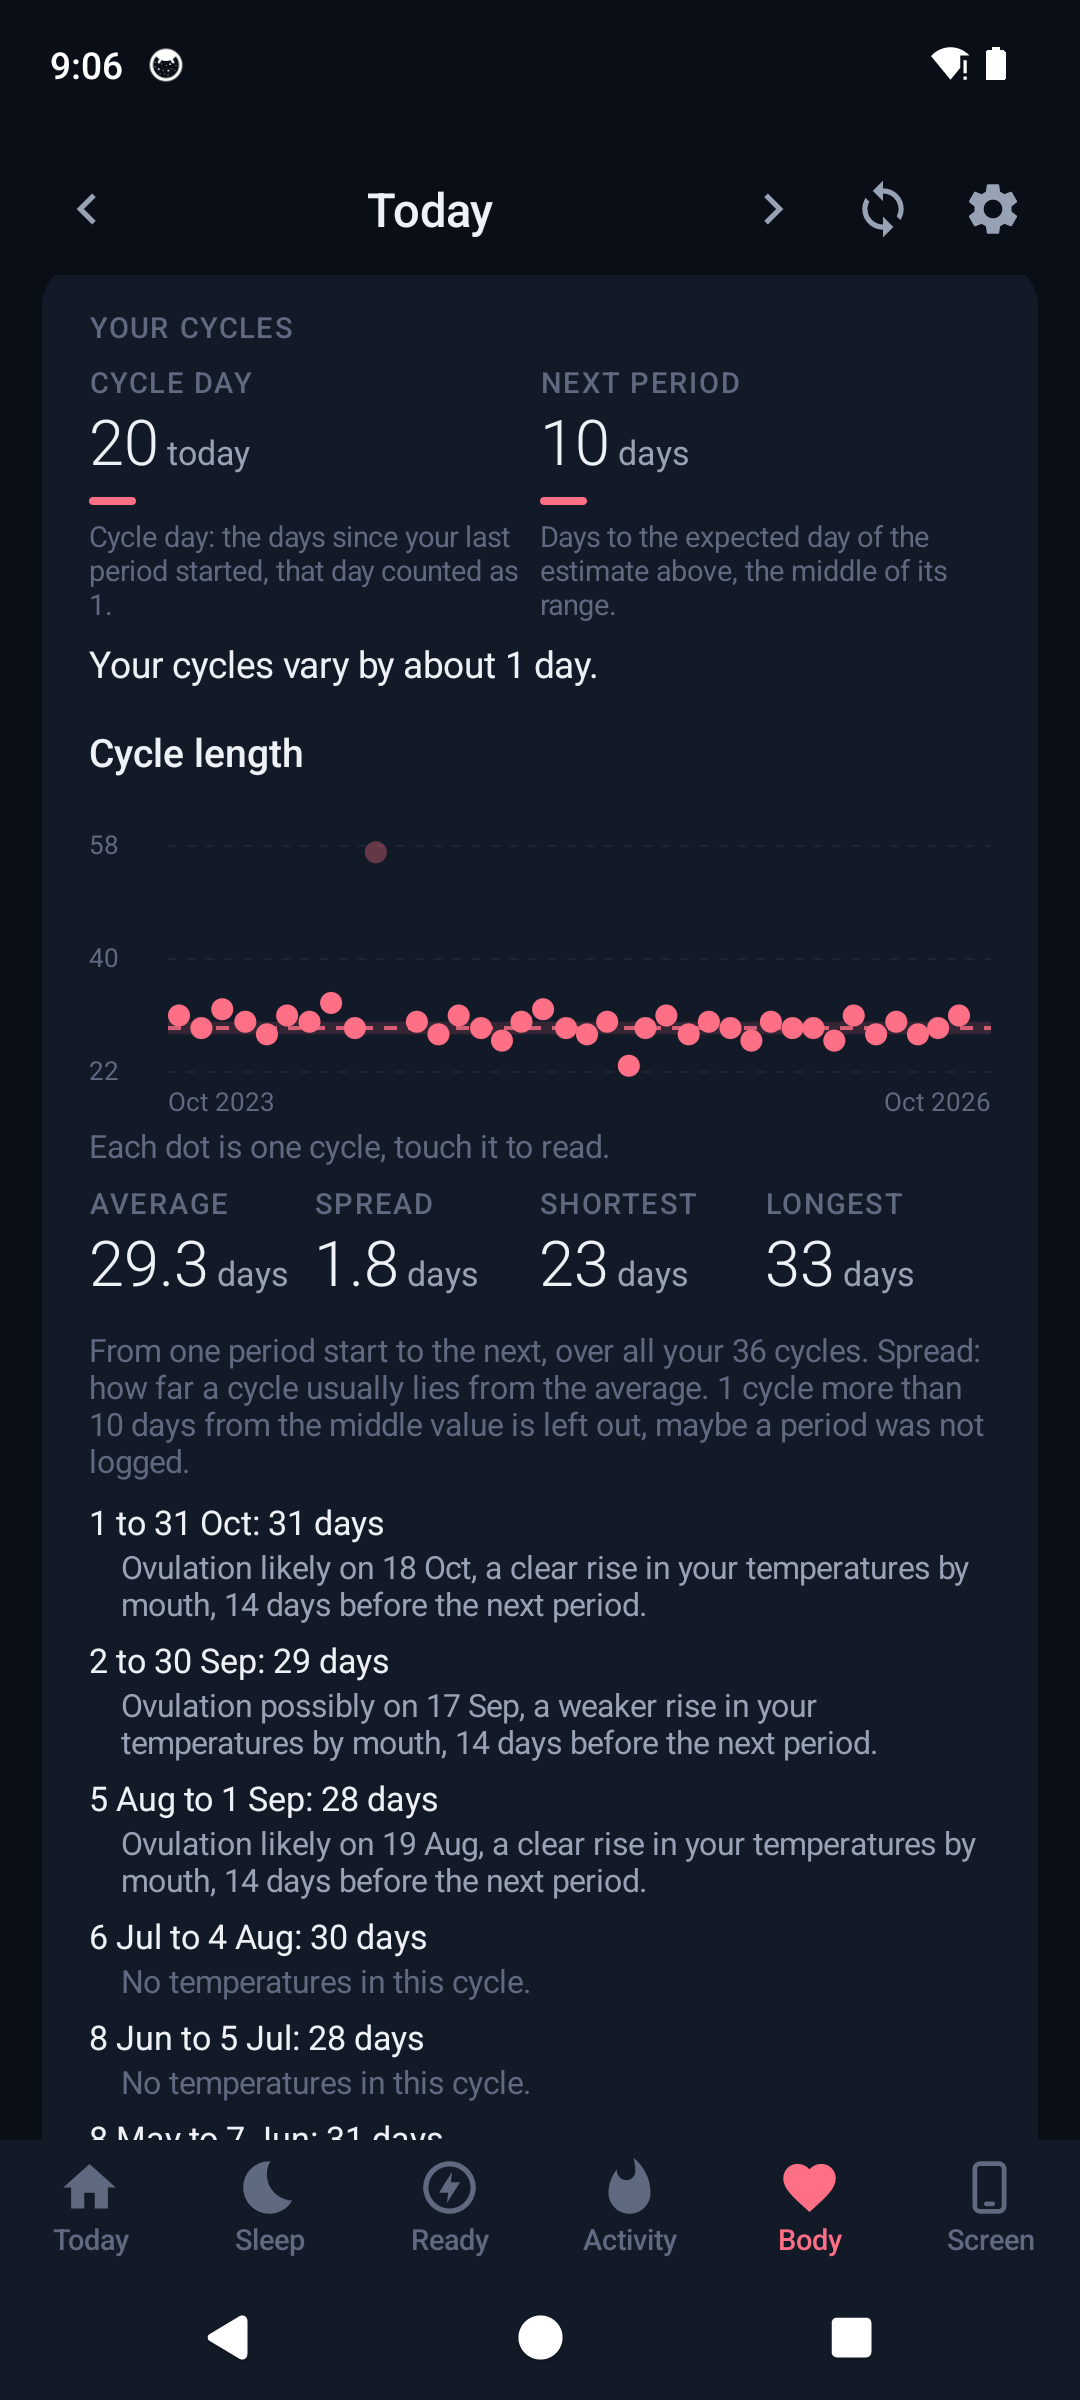 9:06
Today
YOUR CYCLES
CYCLE DAY
NEXT PERIOD
20 today
10 days
Cycle day: the days since your last period started, that day counted as 1.
Days to the expected day of the estimate above, the middle of its range.
Your cycles vary by about 1 day.
Cycle length
58
40
22
Oct 2023
Oct 2026
Each dot is one cycle, touch it to read.
AVERAGE
SPREAD
SHORTEST
LONGEST
29.3 days
1.8 days
23 days
33 days
From one period start to the next, over all your 36 cycles. Spread:
how far a cycle usually lies from the average. 1 cycle more than
10 days from the middle value is left out, maybe a period was not
logged.
1 to 31 Oct: 31 days
Ovulation likely on 18 Oct, a clear rise in your temperatures by
mouth, 14 days before the next period.
2 to 30 Sep: 29 days
Ovulation possibly on 17 Sep, a weaker rise in your
temperatures by mouth, 14 days before the next period.
5 Aug to 1 Sep: 28 days
Ovulation likely on 19 Aug, a clear rise in your temperatures by
mouth, 14 days before the next period.
6 Jul to 4 Aug: 30 days
No temperatures in this cycle.
8 Jun to 5 Jul: 28 days
No temperatures in this cycle.
8 May to 7 Jun: 31 days
Today
Sleep
Ready
Activity
Body
Screen